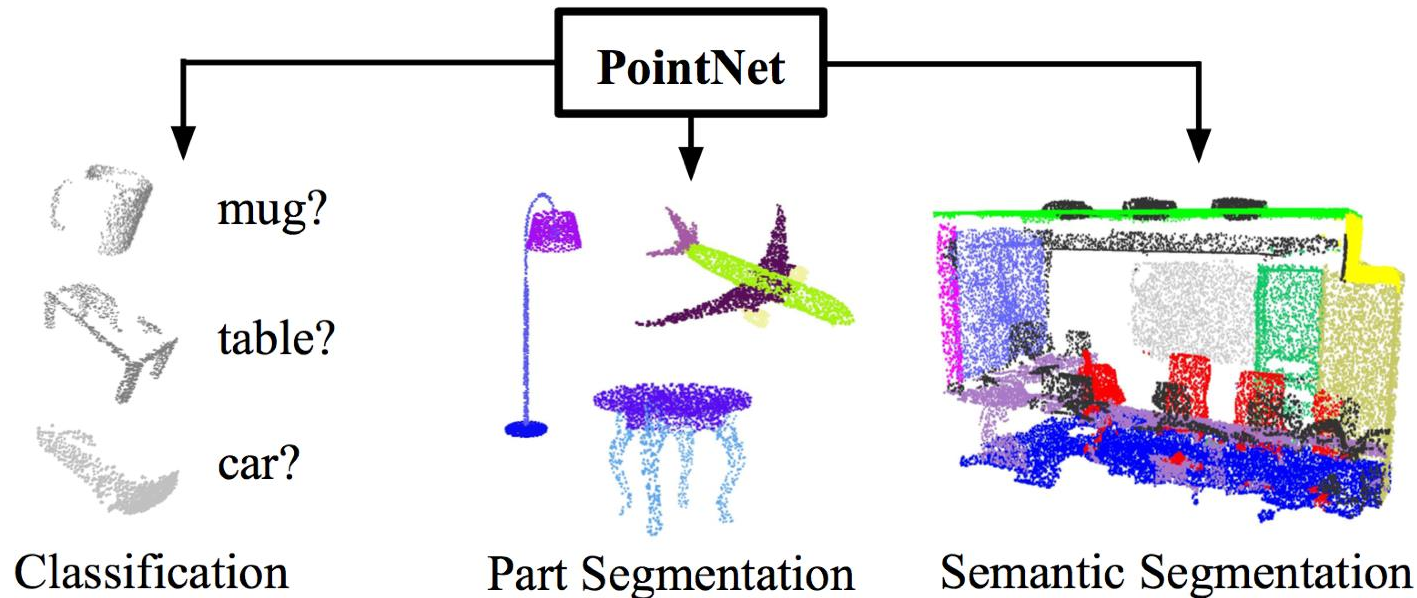 PointNet
mug?
table?
car?
Classification
Part Segmentation
Semantic Segmentation